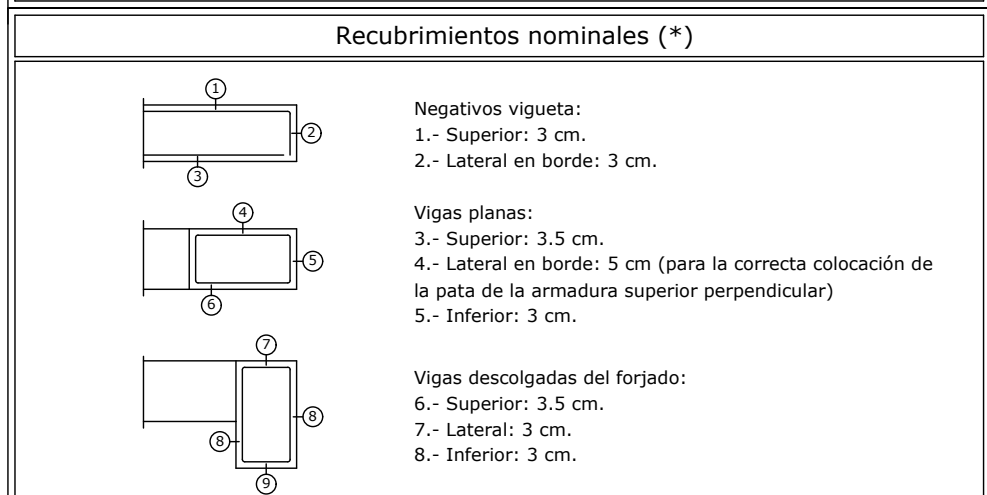 Recubrimientos nominales (*)
1
2
3
Negativos vigueta:
1.- Superior: 3 cm.
2.- Lateral en borde: 3 cm.
4
5
6
Vigas planas:
3.- Superior: 3.5 cm.
4.- Lateral en borde: 5 cm (para la correcta colocación de
la pata de la armadura superior perpendicular)
5.- Inferior: 3 cm.
7
8
8
9
Vigas descolgadas del forjado:
6.- Superior: 3.5 cm.
7.- Lateral: 3 cm.
8.- Inferior: 3 cm.